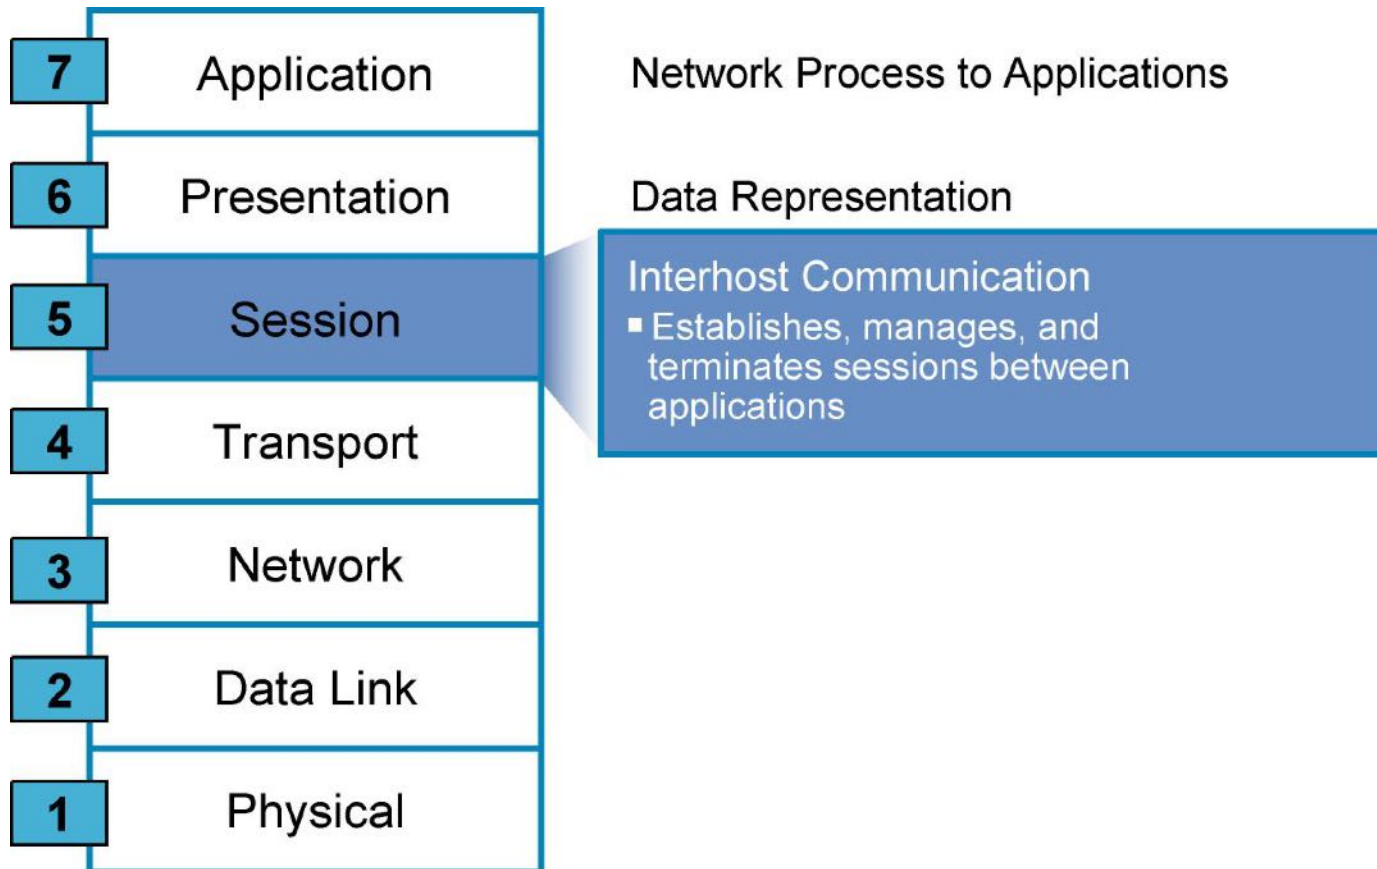 7 Application Network Process to Applications
6 Presentation Data Representation
5 Session Interhost Communication
▪ Establishes, manages, and
terminates sessions between
applications
4 Transport
3 Network
2 Data Link
1 Physical